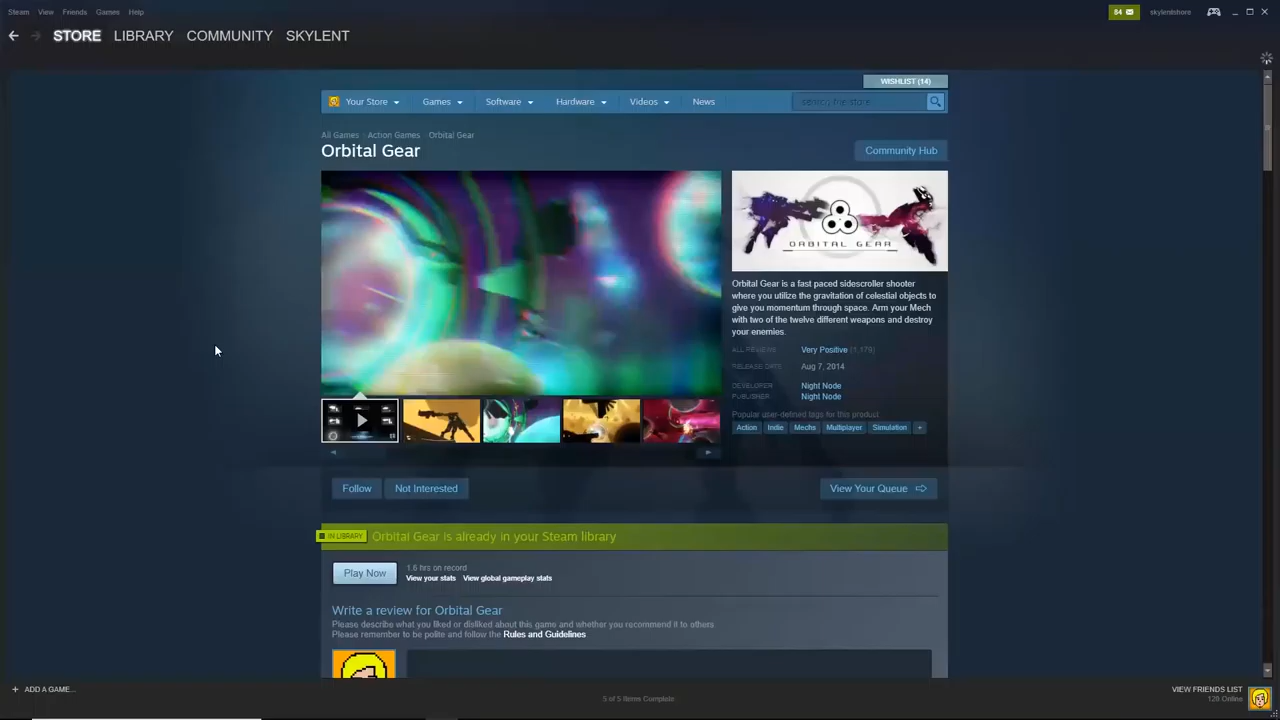 Steam View Friends Games Help
84 skylentshore
STORE LIBRARY COMMUNITY SKYLENT
WISHLIST (14)
Your Store Games Software Hardware Videos News search the store
All Games Action Games Orbital Gear
Orbital Gear
Community Hub
ORBITAL GEAR
Orbital Gear is a fast paced sidescroller shooter
where you utilize the gravitation of celestial objects to
give you momentum through space. Arm your Mech
with two of the twelve different weapons and destroy
your enemies.
ALL REVIEWS: Very Positive (1,179)
RELEASE DATE: Aug 7, 2014
DEVELOPER: Night Node
PUBLISHER: Night Node
Popular user-defined tags for this product:
Action Indie Mechs Multiplayer Simulation +
Follow Not Interested View Your Queue
IN LIBRARY Orbital Gear is already in your Steam library
Play Now
1.6 hrs on record
View your stats View global gameplay stats
Write a review for Orbital Gear
Please describe what you liked or disliked about this game and whether you recommend it to others
Please remember to be polite and follow the Rules and Guidelines
+ ADD A GAME...
5 of 5 Items Complete
VIEW FRIENDS LIST
128 Online